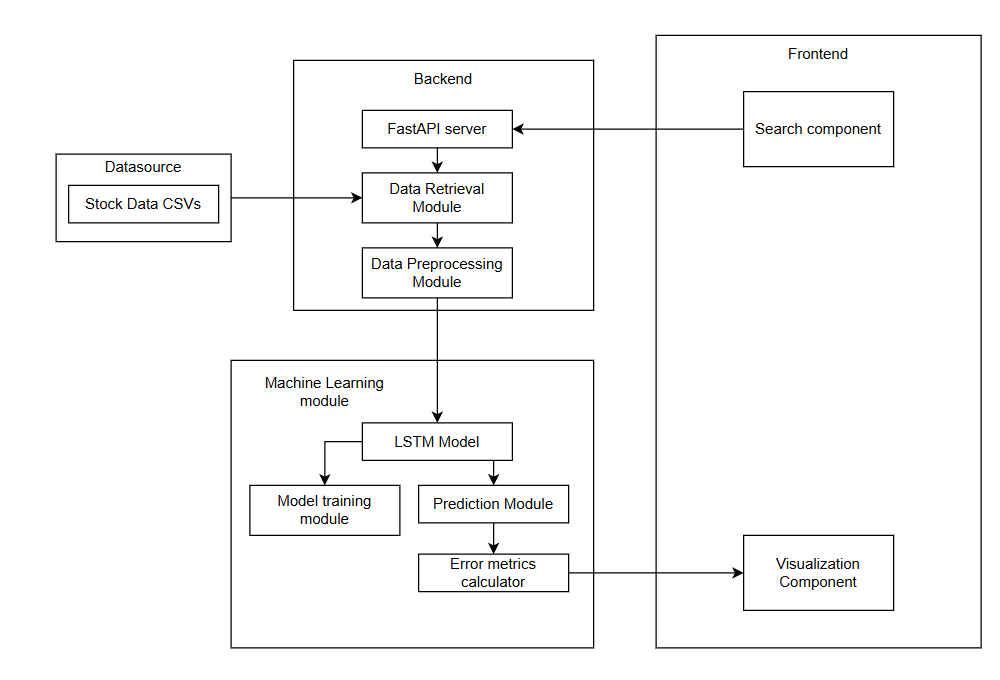 Frontend
Backend
FastAPI server
Search component
Datasource
Stock Data CSVs
Data Retrieval
Module
Data Preprocessing
Module
Machine Learning
module
LSTM Model
Model training
module
Prediction Module
Error metrics
calculator
Visualization
Component